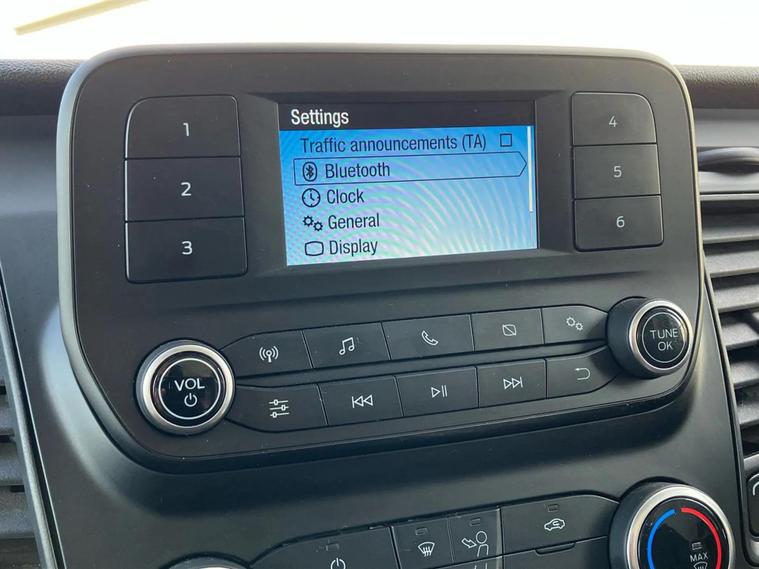 Settings
Traffic announcements (TA)
Bluetooth
Clock
General
Display
1
2
3
4
5
6
VOL
TUNE
OK
MAX